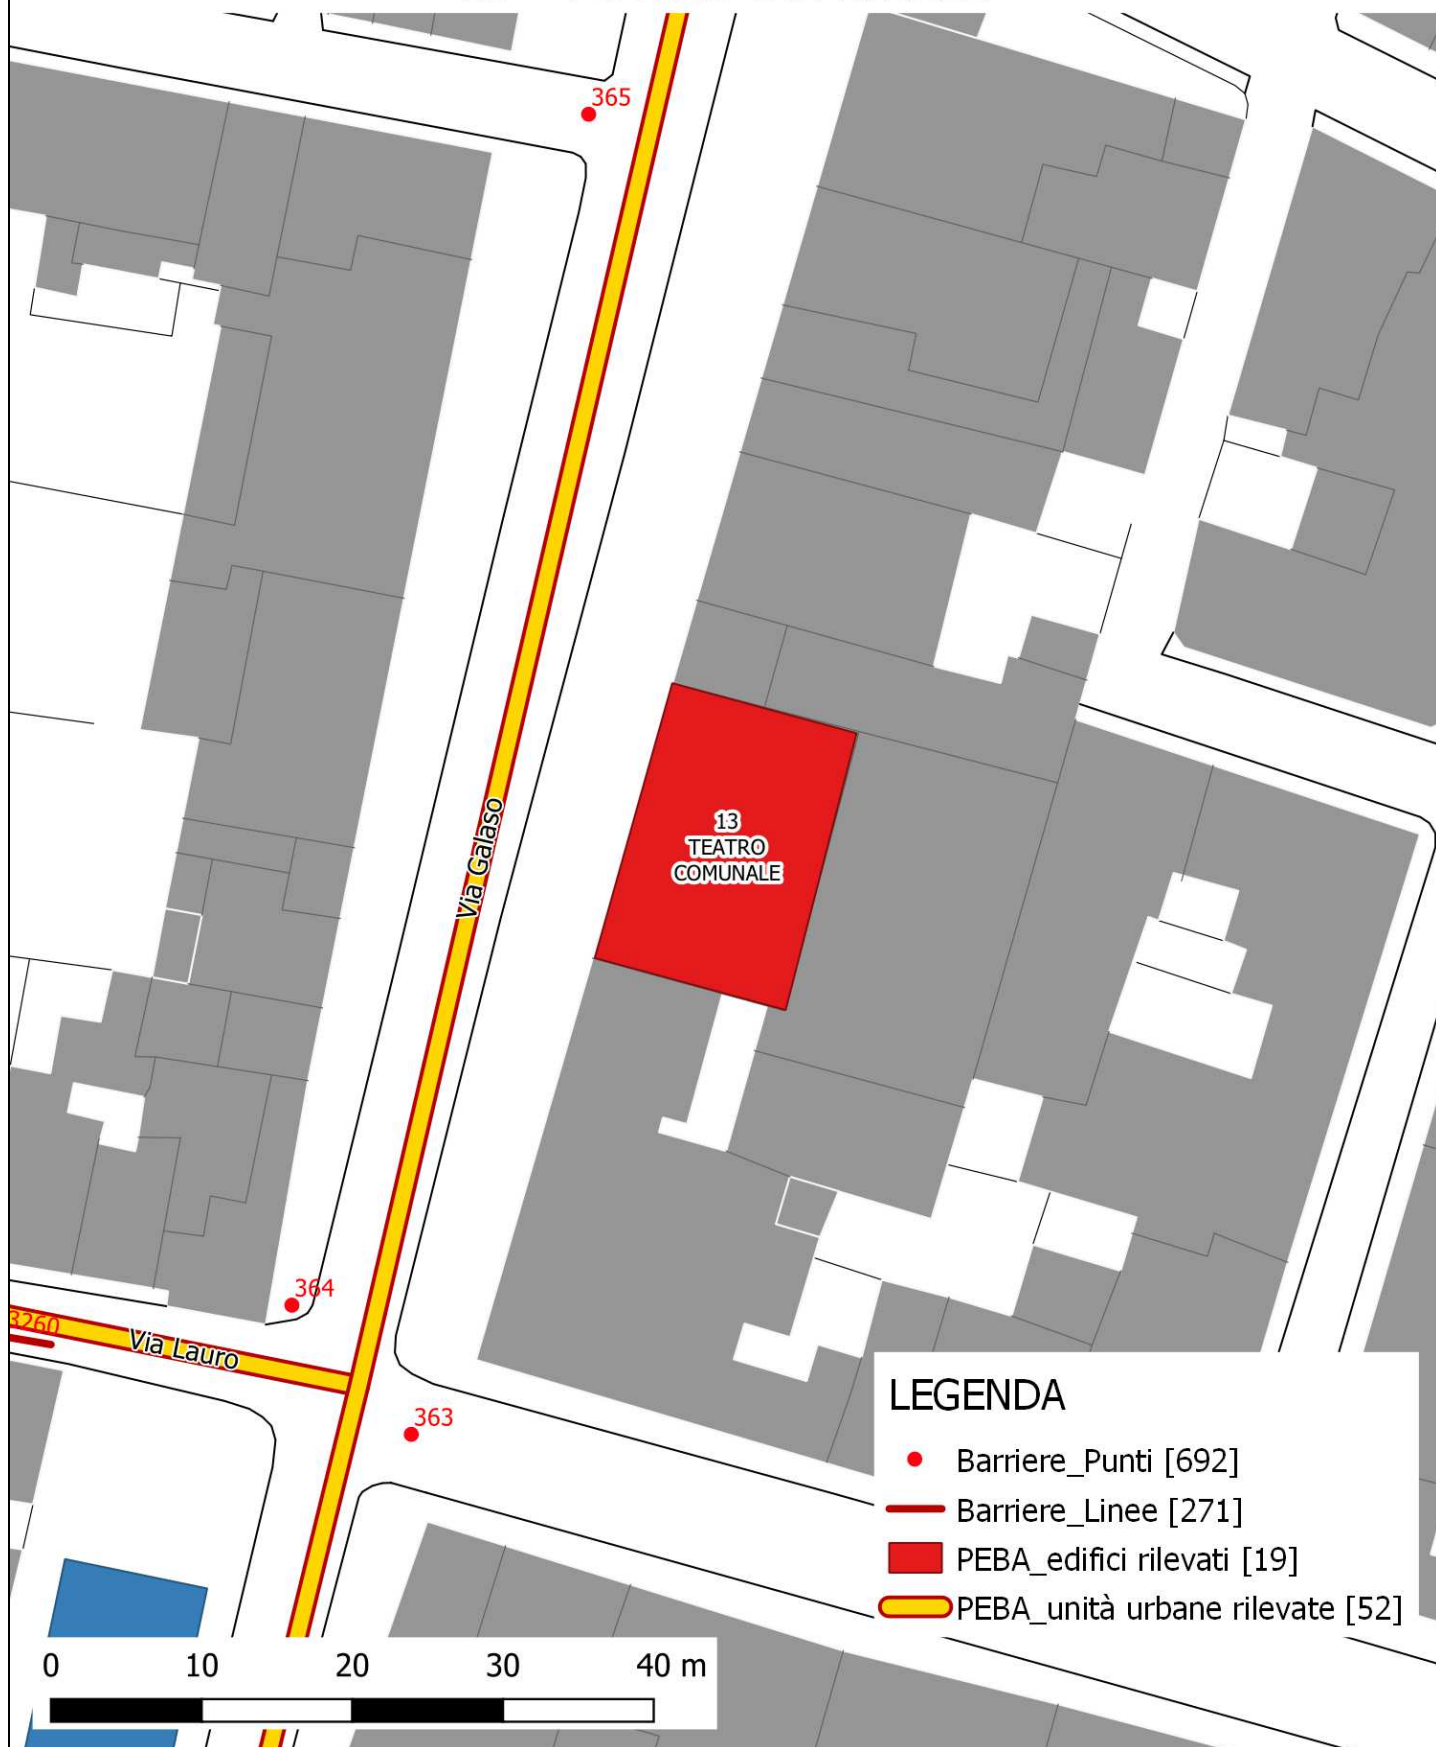 365
13
TEATRO
COMUNALE
Via Galaso
364
3260
Via Lauro
363
LEGENDA
Barriere_Punti [692]
Barriere_Linee [271]
PEBA_edifici rilevati [19]
PEBA_unità urbane rilevate [52]
0 10 20 30 40 m